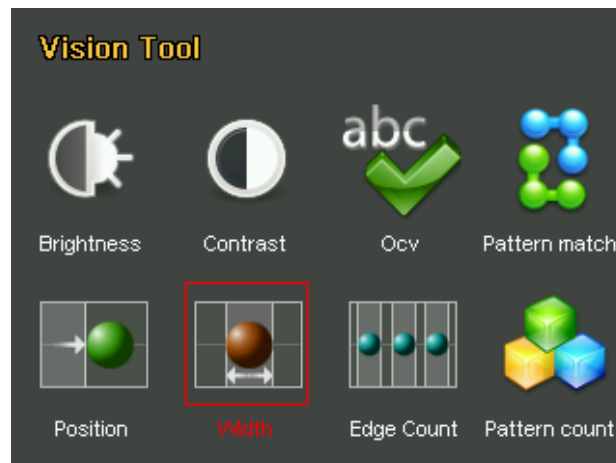 Vision Tool
abc
Brightness Contrast Ocv Pattern match
Position Width Edge Count Pattern count